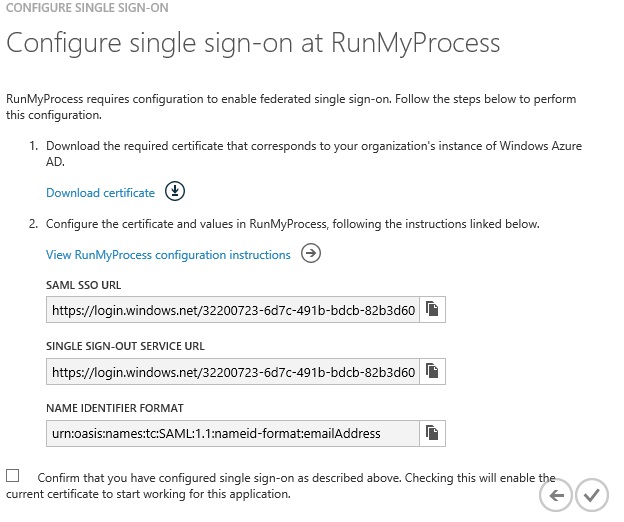 CONFIGURE SINGLE SIGN-ON
Configure single sign-on at RunMyProcess
RunMyProcess requires configuration to enable federated single sign-on. Follow the steps below to perform
this configuration.
1. Download the required certificate that corresponds to your organization's instance of Windows Azure
AD.
Download certificate
2. Configure the certificate and values in RunMyProcess, following the instructions linked below.
View RunMyProcess configuration instructions
SAML SSO URL
https://login.windows.net/32200723-6d7c-491b-bdcb-82b3d60
SINGLE SIGN-OUT SERVICE URL
https://login.windows.net/32200723-6d7c-491b-bdcb-82b3d60
NAME IDENTIFIER FORMAT
urn:oasis:names:tc:SAML:1.1:nameid-format:emailAddress
Confirm that you have configured single sign-on as described above. Checking this will enable the
current certificate to start working for this application.